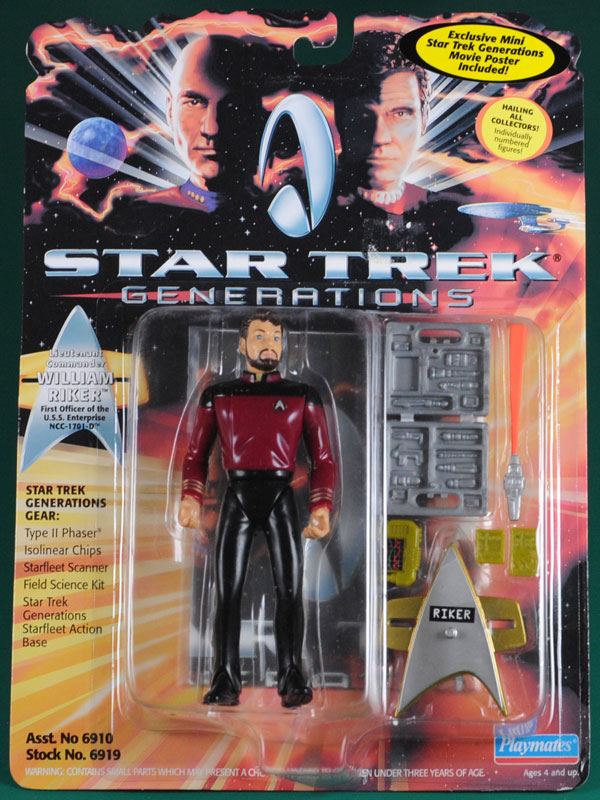 Exclusive Mini
Star Trek Generations
Movie Poster
Included!
HAILING
ALL
COLLECTORS!
Individually
numbered
figures!
STAR TREK®
GENERATIONS
Lieutenant
Commander
WILLIAM
RIKER™
First Officer of the
U.S.S. Enterprise
NCC-1701-D™
STAR TREK
GENERATIONS
GEAR:
Type II Phaser®
Isolinear Chips
Starfleet Scanner
Field Science Kit
Star Trek
Generations
Starfleet Action
Base
RIKER
Asst. No 6910
Stock No. 6919
Playmates
WARNING: CONTAINS SMALL PARTS WHICH MAY PRESENT A UNDER THREE YEARS OF AGE.
Ages 4 and up.